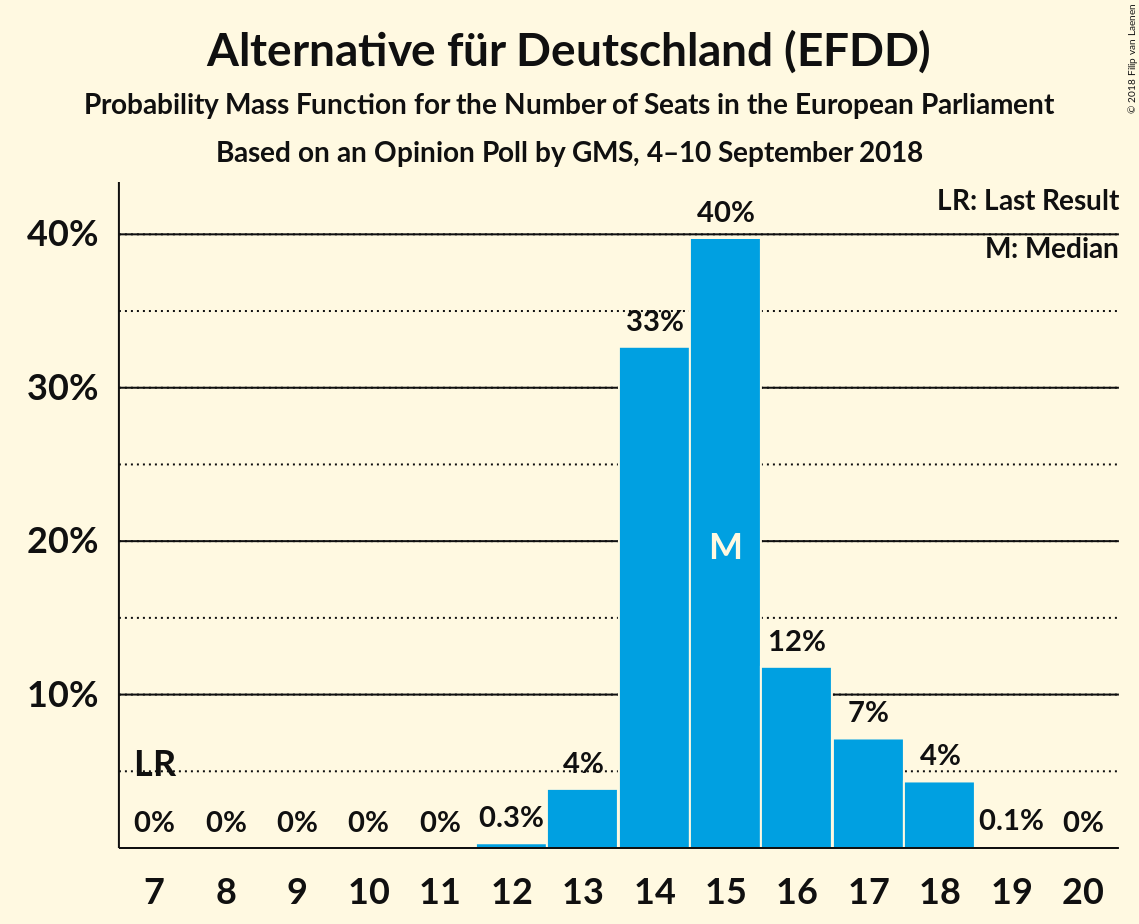 Alternative für Deutschland (EFDD)
Probability Mass Function for the Number of Seats in the European Parliament
Based on an Opinion Poll by GMS, 4–10 September 2018
© 2018 Filip van Laenen
LR: Last Result
M: Median
40%
30%
20%
10%
LR
0% 0% 0% 0% 0% 0.3% 4% 33% 40% 12% 7% 4% 0.1% 0%
M
7 8 9 10 11 12 13 14 15 16 17 18 19 20